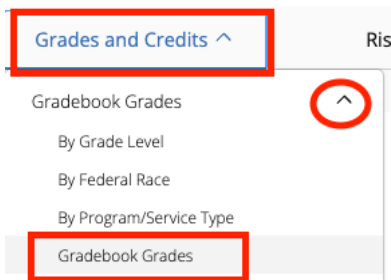 Grades and Credits
Ris
Gradebook Grades
By Grade Level
By Federal Race
By Program/Service Type
Gradebook Grades